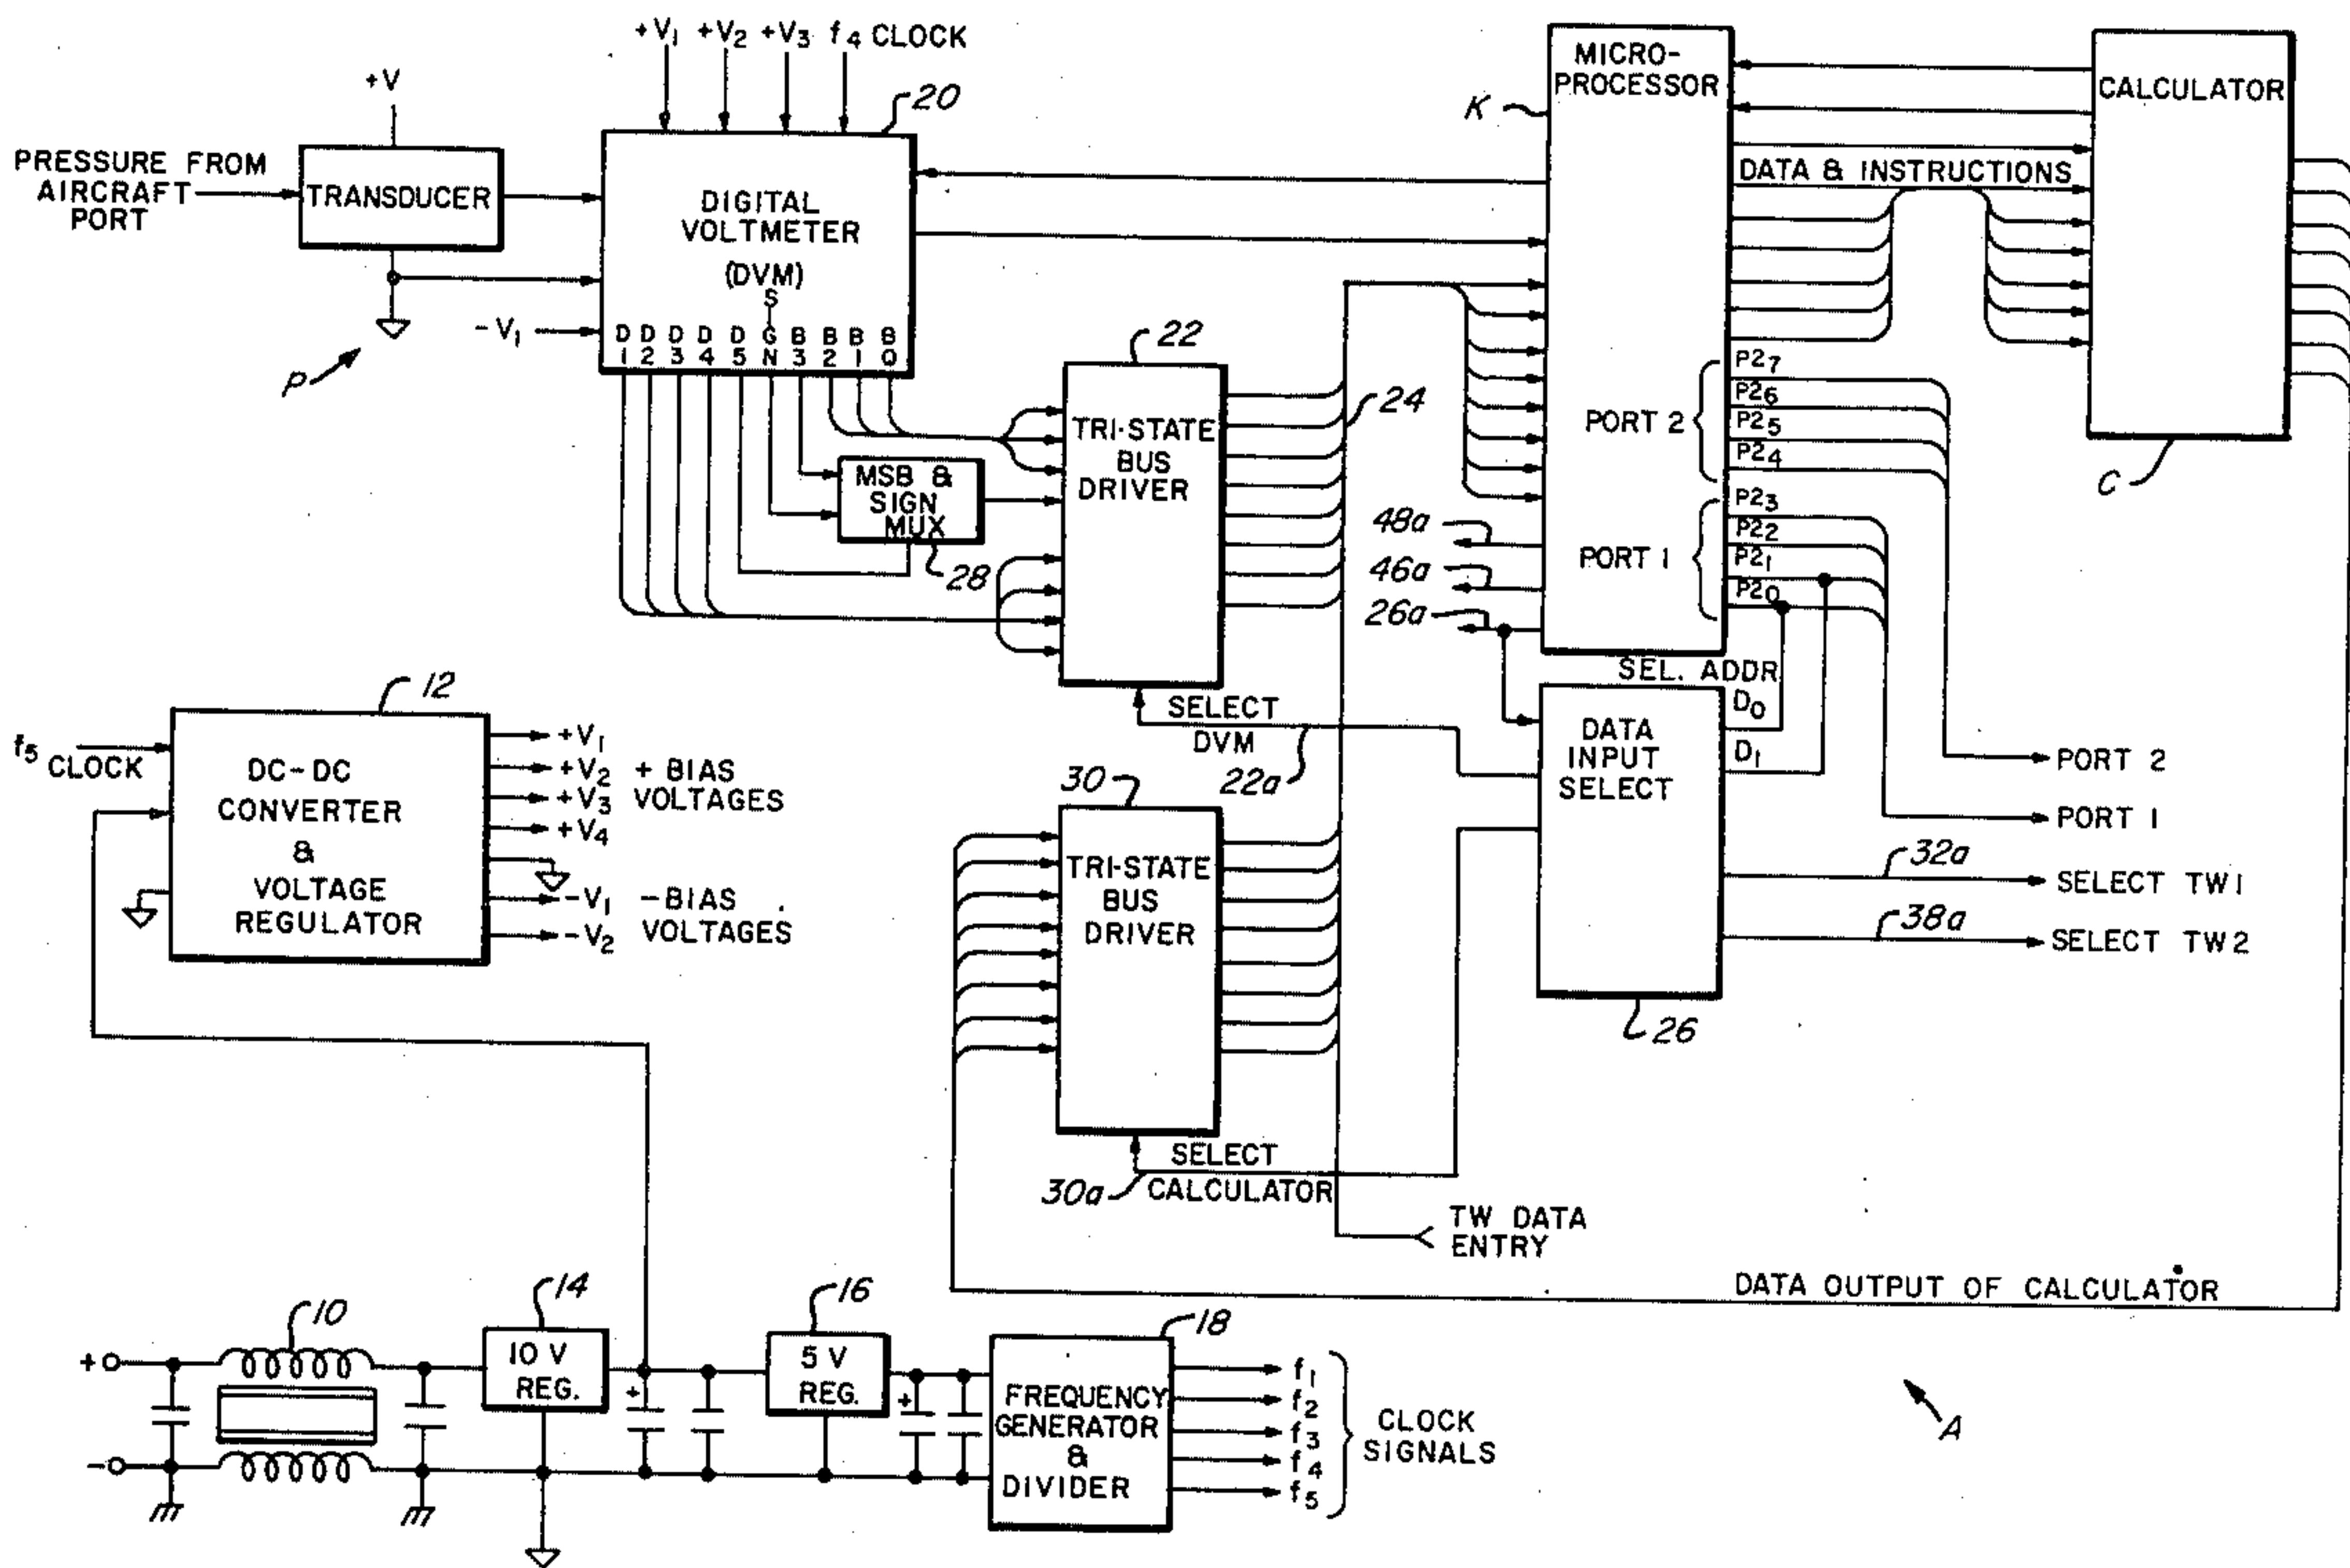 +V1 +V2 +V3 f4 CLOCK
20
+V
PRESSURE FROM
AIRCRAFT
PORT
TRANSDUCER
-V1
P
DIGITAL
VOLTMETER
(DVM)
D1 D2 D3 D4 D5 SIGN B3 B2 B1 B0
MSB &
SIGN
MUX
28
22
TRI-STATE
BUS
DRIVER
24
SELECT
DVM
22a
K
MICRO-
PROCESSOR
PORT 2
P27
P26
P25
P24
PORT 1
P23
P22
P21
P20
48a
46a
26a
DATA & INSTRUCTIONS
CALCULATOR
C
SEL. ADDR
D0
D1
DATA
INPUT
SELECT
26
PORT 2
PORT 1
32a
SELECT TW1
38a
SELECT TW2
12
f5 CLOCK
DC-DC
CONVERTER
&
VOLTAGE
REGULATOR
+V1
+V2
+V3
+V4
+ BIAS
VOLTAGES
-V1
-V2
-BIAS
VOLTAGES
30
TRI-STATE
BUS
DRIVER
SELECT
CALCULATOR
30a
TW DATA
ENTRY
DATA OUTPUT OF CALCULATOR
+
-
10
14
10 V
REG.
+
16
5 V
REG.
+
18
FREQUENCY
GENERATOR
&
DIVIDER
f1
f2
f3
f4
f5
CLOCK
SIGNALS
A